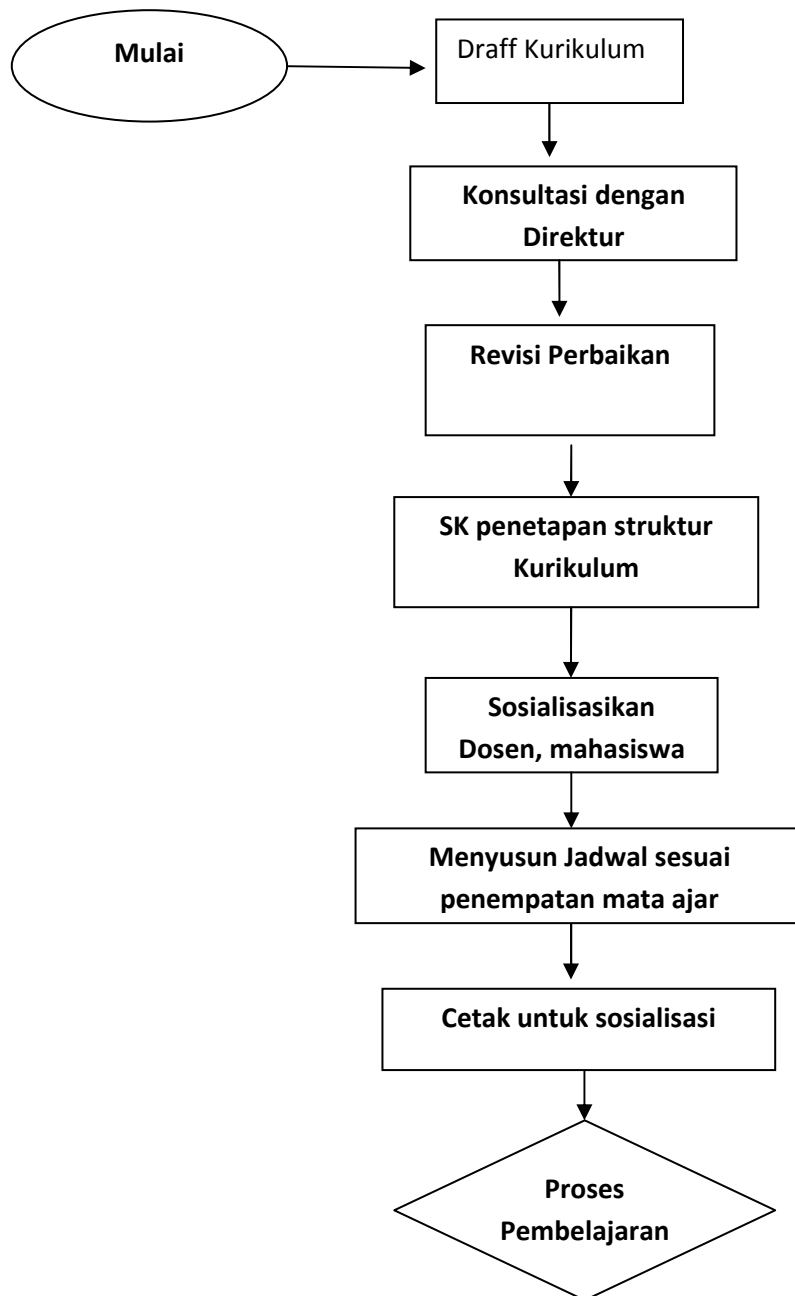 Mulai
Draff Kurikulum
Konsultasi dengan
Direktur
Revisi Perbaikan
SK penetapan struktur
Kurikulum
Sosialisasikan
Dosen, mahasiswa
Menyusun Jadwal sesuai
penempatan mata ajar
Cetak untuk sosialisasi
Proses
Pembelajaran